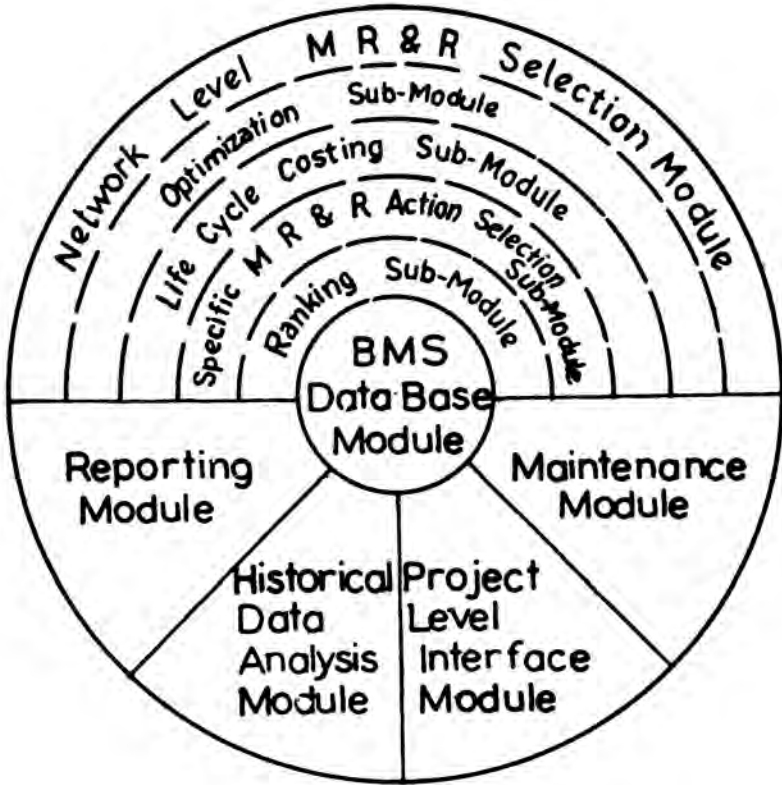 Network Level M R & R Selection Module
Optimization Sub-Module
Life Cycle Costing Sub-Module
Specific M R & R Action Selection
Sub-Module
Ranking Sub-Module
BMS
Data Base
Module
Reporting
Module
Historical
Data
Analysis
Module
Project
Level
Interface
Module
Maintenance
Module